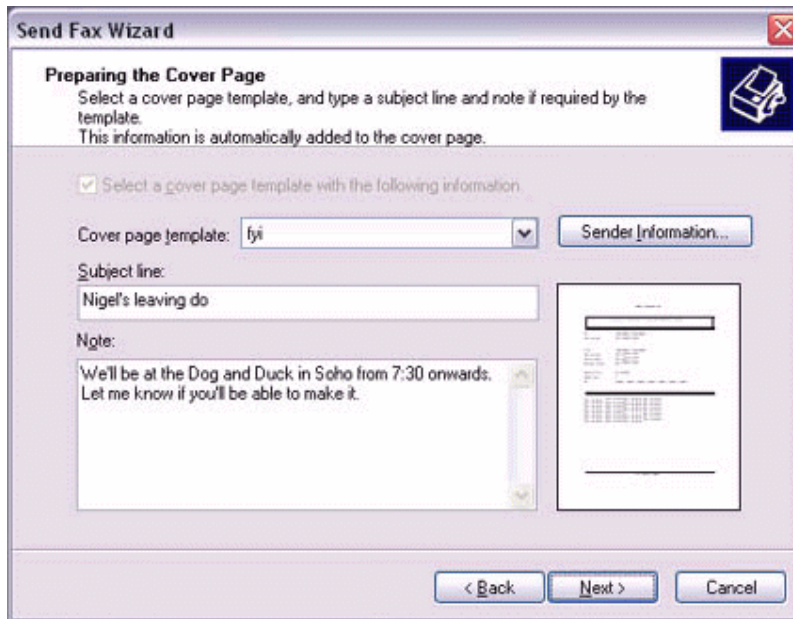 Send Fax Wizard
Preparing the Cover Page
Select a cover page template, and type a subject line and note if required by the
template.
This information is automatically added to the cover page.
Select a cover page template with the following information
Cover page template: fyi Sender Information...
Subject line:
Nigel's leaving do
Note:
We'll be at the Dog and Duck in Soho from 7:30 onwards.
Let me know if you'll be able to make it.
< Back Next > Cancel